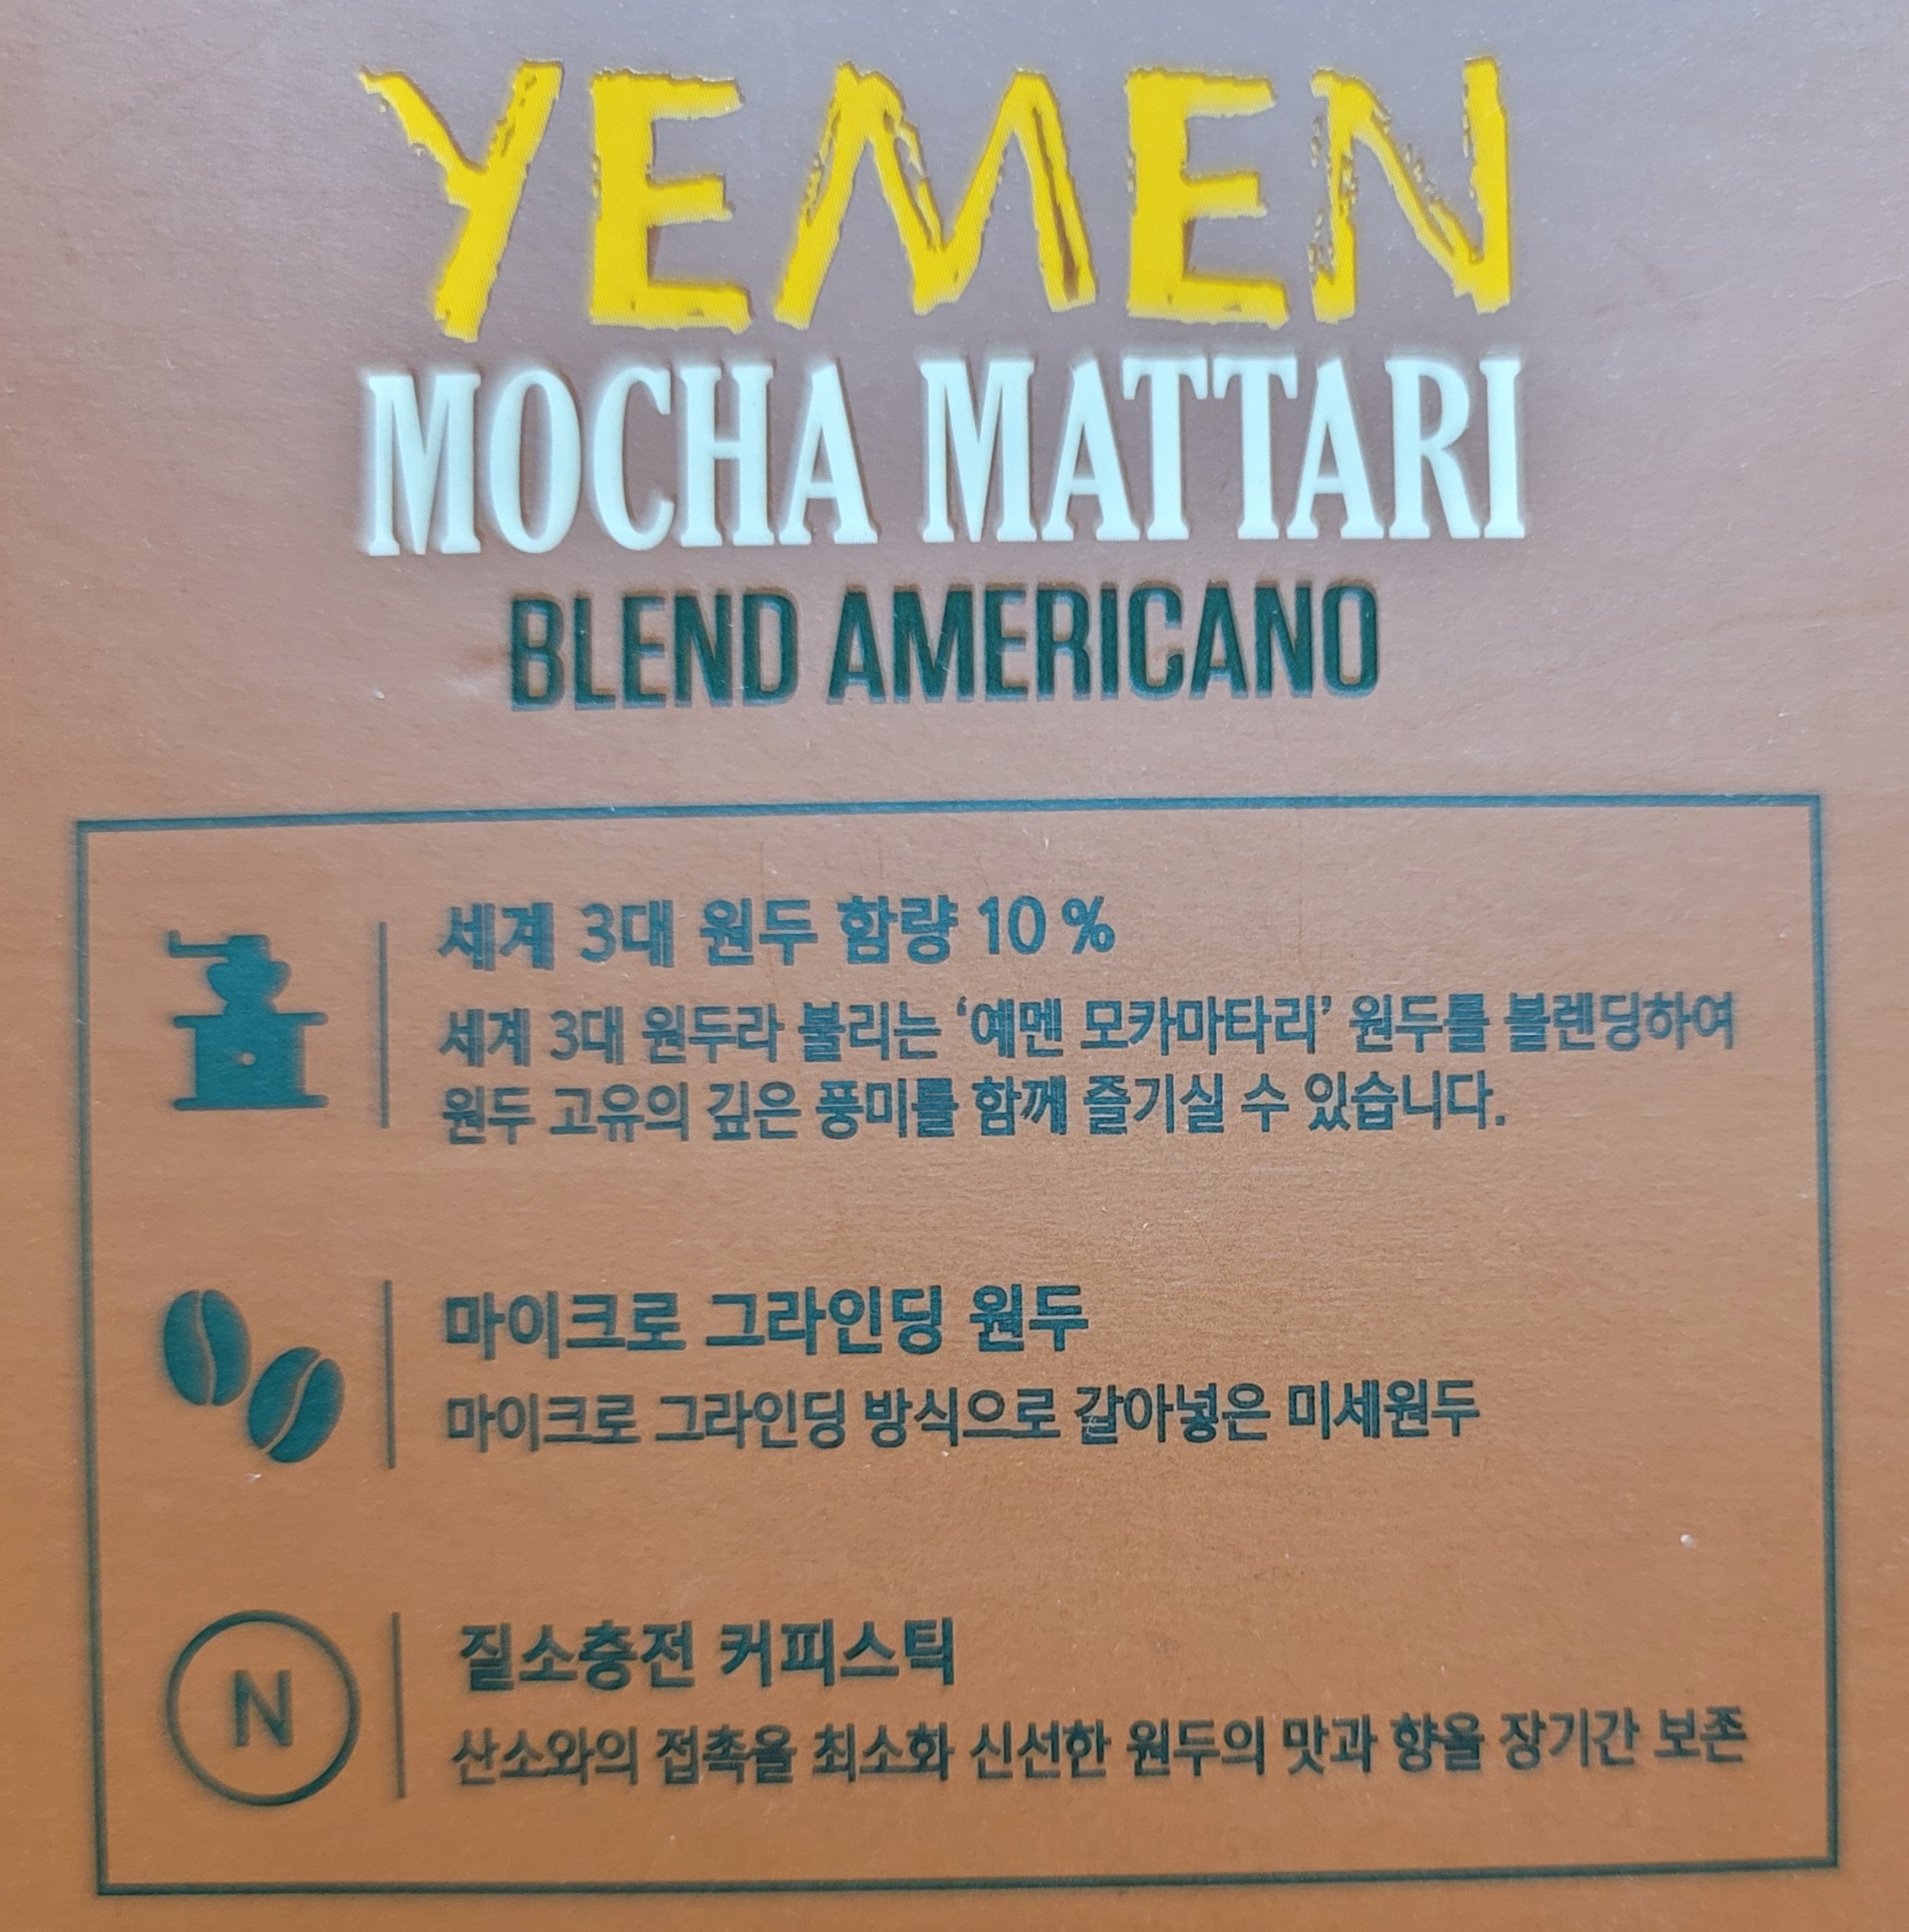 YEMEN
MOCHA MATTARI
BLEND AMERICANO
세계 3대 원두 함량 10 %
세계 3대 원두라 불리는 ‘예멘 모카마타리’ 원두를 블렌딩하여
원두 고유의 깊은 풍미를 함께 즐기실 수 있습니다.
마이크로 그라인딩 원두
마이크로 그라인딩 방식으로 갈아넣은 미세원두
N
질소충전 커피스틱
산소와의 접촉을 최소화 신선한 원두의 맛과 향을 장기간 보존